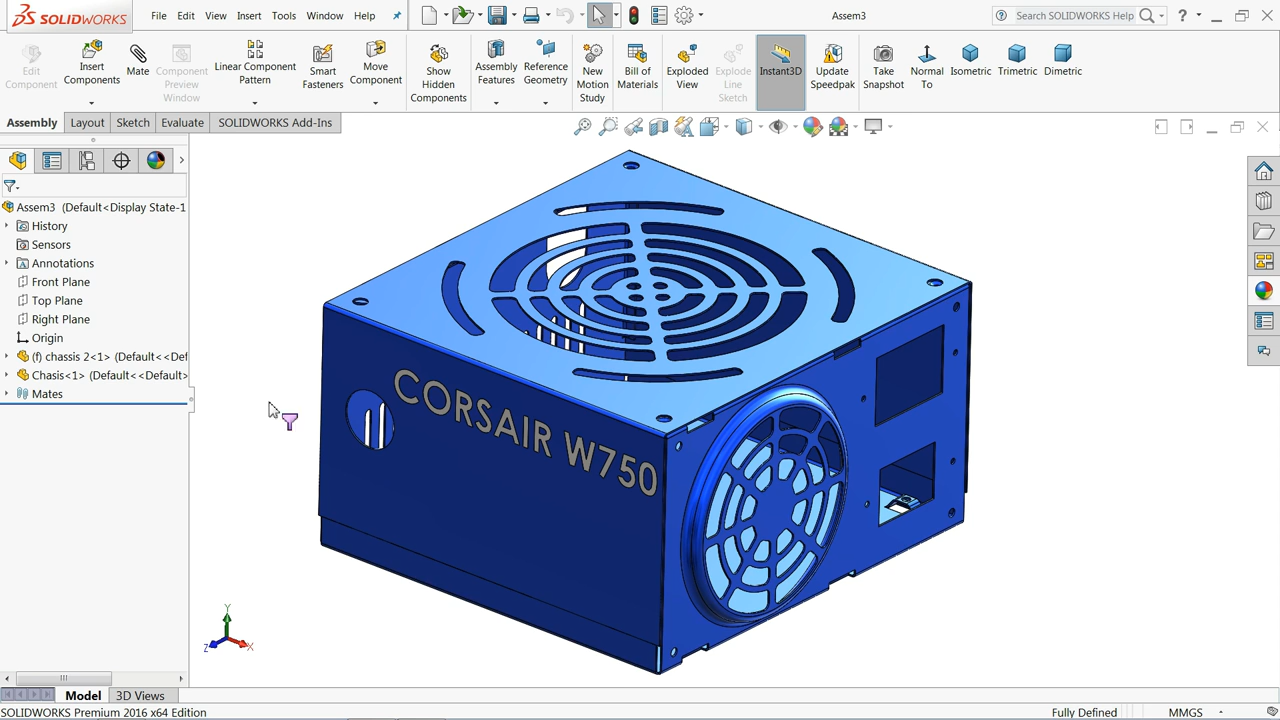 SOLIDWORKS File Edit View Insert Tools Window Help Assem3 Search SOLIDWORKS Help ?
Edit Component
Insert Components
Mate
Component Preview Window
Linear Component Pattern
Smart Fasteners
Move Component
Show Hidden Components
Assembly Features
Reference Geometry
New Motion Study
Bill of Materials
Exploded View
Explode Line Sketch
Instant3D
Update Speedpak
Take Snapshot
Normal To
Isometric
Trimetric
Dimetric
Assembly Layout Sketch Evaluate SOLIDWORKS Add-Ins
Assem3 (Default<Display State-1
History
Sensors
Annotations
Front Plane
Top Plane
Right Plane
Origin
(f) chassis 2<1> (Default<<Def
Chasis<1> (Default<<Default>
Mates
CORSAIR W750
Y
Z X
Model 3D Views
SOLIDWORKS Premium 2016 x64 Edition Fully Defined MMGS